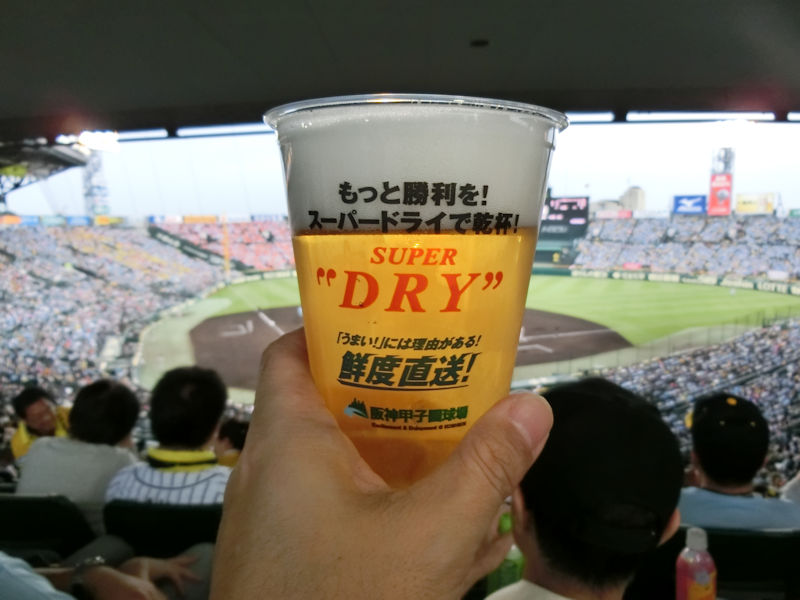 もっと勝利を!
スーパードライで乾杯!
SUPER
"DRY"
「うまい!」には理由がある!
鮮度直送!
阪神甲子園球場
MIZUNO